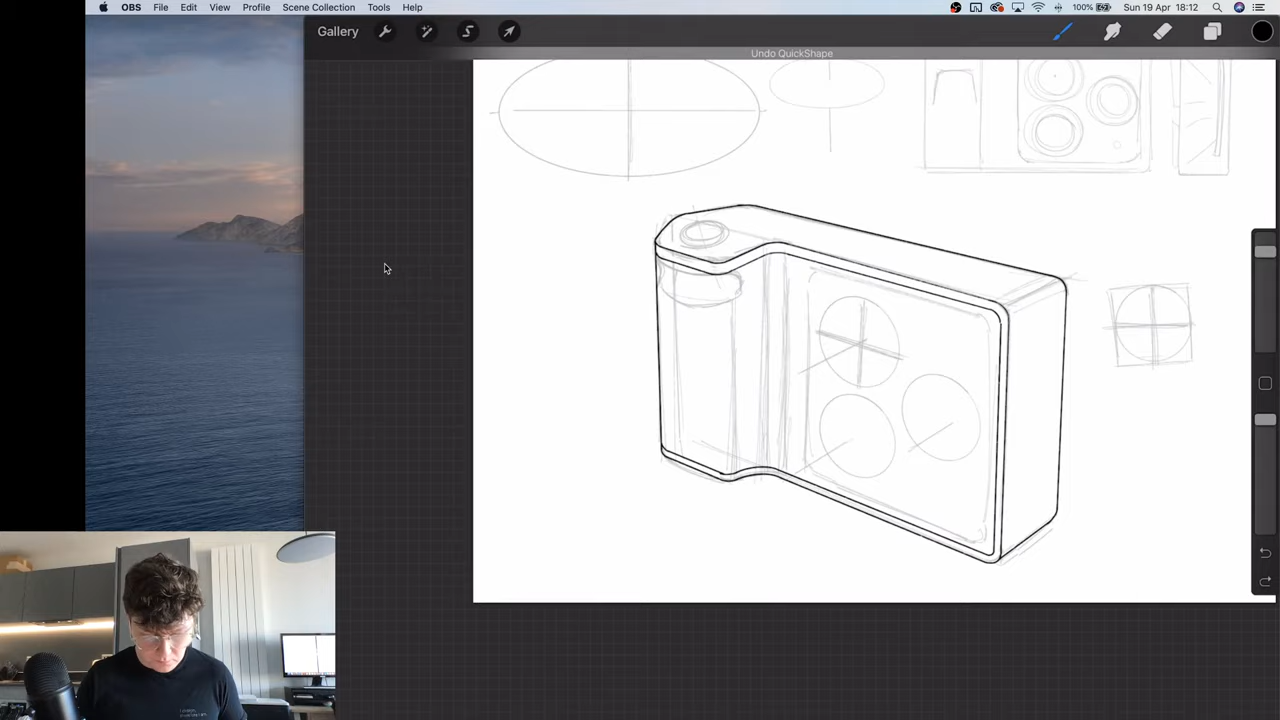 OBS File Edit View Profile Scene Collection Tools Help 100% Sun 19 Apr 18:12
Gallery
Undo QuickShape